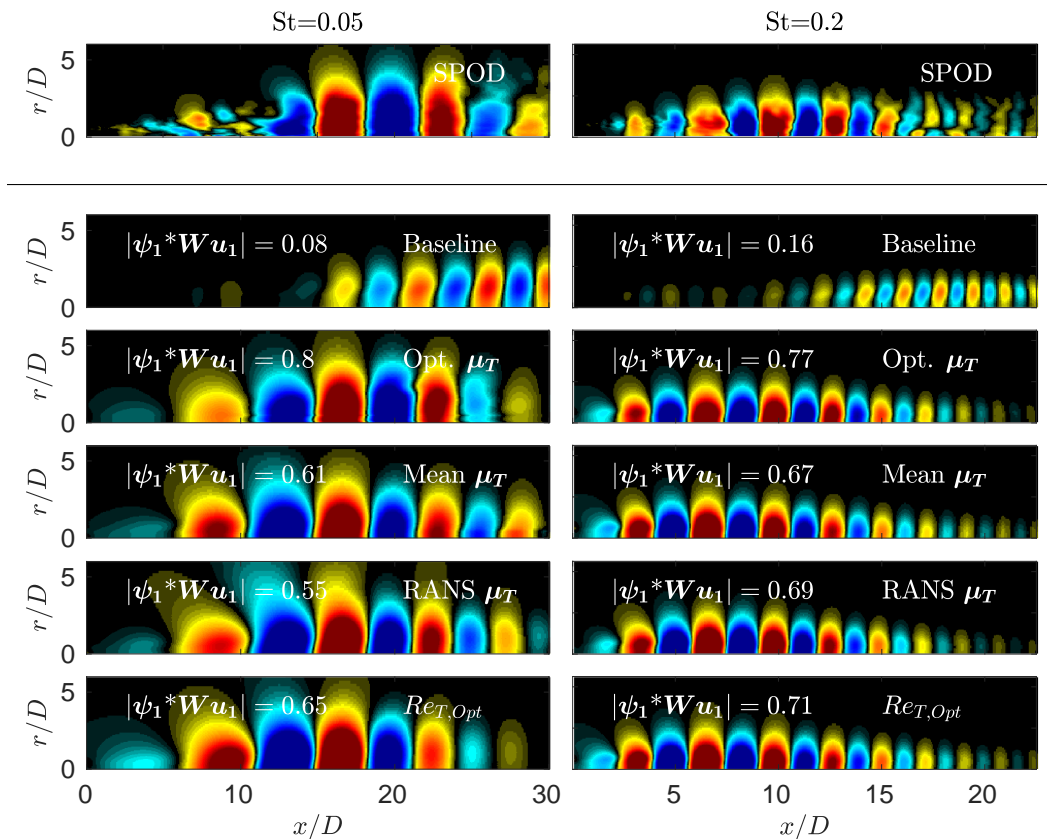 St=0.05 St=0.2
r/D 5 0 SPOD SPOD
r/D 5 0 |ψ₁*Wu₁| = 0.08 Baseline |ψ₁*Wu₁| = 0.16 Baseline
r/D 5 0 |ψ₁*Wu₁| = 0.8 Opt. μ_T |ψ₁*Wu₁| = 0.77 Opt. μ_T
r/D 5 0 |ψ₁*Wu₁| = 0.61 Mean μ_T |ψ₁*Wu₁| = 0.67 Mean μ_T
r/D 5 0 |ψ₁*Wu₁| = 0.55 RANS μ_T |ψ₁*Wu₁| = 0.69 RANS μ_T
r/D 5 0 |ψ₁*Wu₁| = 0.65 Re_{T,Opt} |ψ₁*Wu₁| = 0.71 Re_{T,Opt}
0 10 20 30 5 10 15 20
x/D x/D